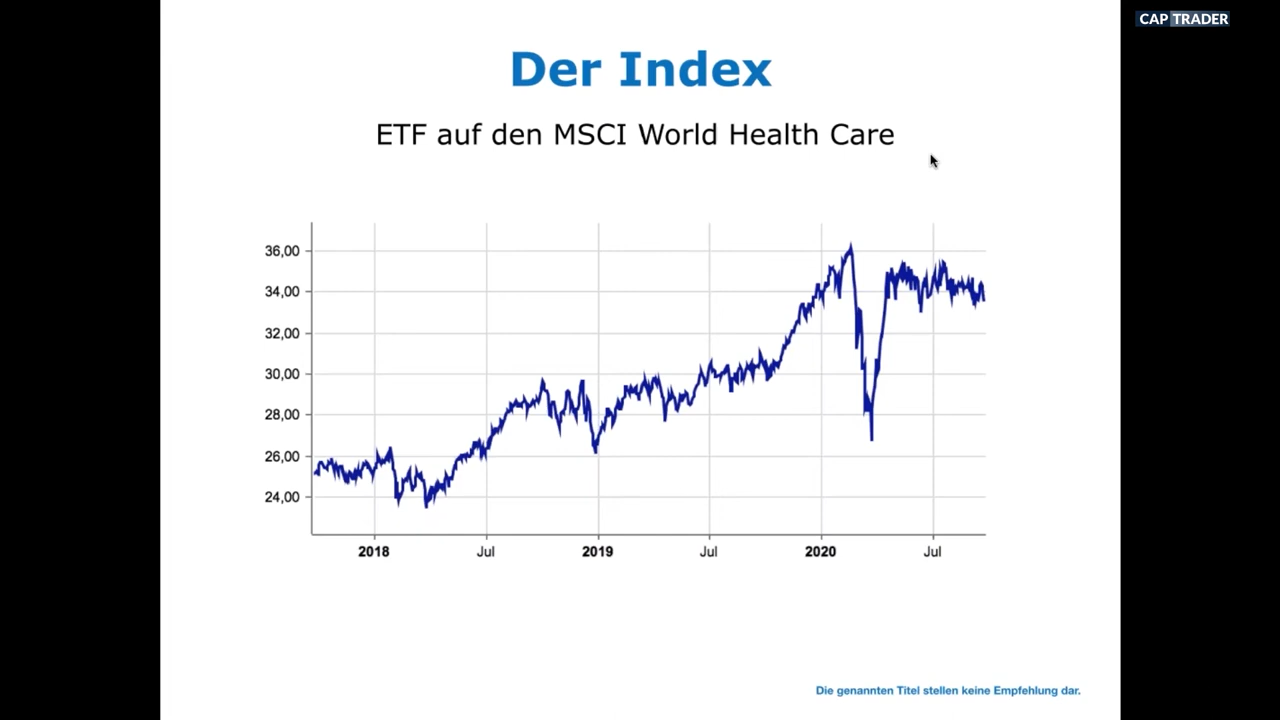 CAP TRADER
Der Index
ETF auf den MSCI World Health Care
36,00
34,00
32,00
30,00
28,00
26,00
24,00
2018 Jul 2019 Jul 2020 Jul
Die genannten Titel stellen keine Empfehlung dar.